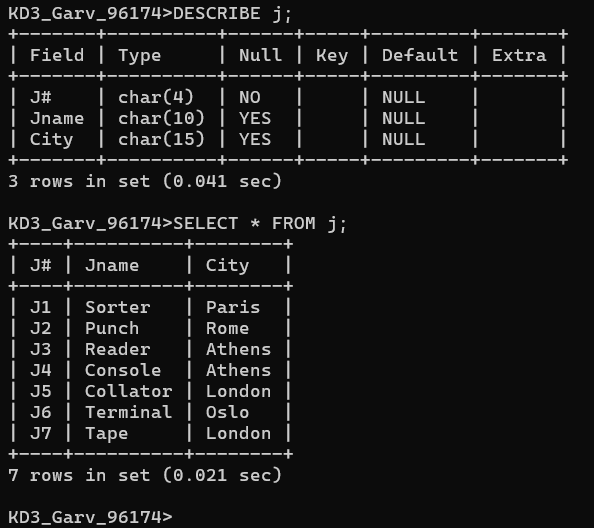 KD3_Garv_96174>DESCRIBE j;
+-------+----------+------+-----+---------+-------+
| Field | Type     | Null | Key | Default | Extra |
+-------+----------+------+-----+---------+-------+
| J#    | char(4)  | NO   |     | NULL    |       |
| Jname | char(10) | YES  |     | NULL    |       |
| City  | char(15) | YES  |     | NULL    |       |
+-------+----------+------+-----+---------+-------+
3 rows in set (0.041 sec)

KD3_Garv_96174>SELECT * FROM j;
+----+----------+--------+
| J# | Jname    | City   |
+----+----------+--------+
| J1 | Sorter   | Paris  |
| J2 | Punch    | Rome   |
| J3 | Reader   | Athens |
| J4 | Console  | Athens |
| J5 | Collator | London |
| J6 | Terminal | Oslo   |
| J7 | Tape     | London |
+----+----------+--------+
7 rows in set (0.021 sec)

KD3_Garv_96174>